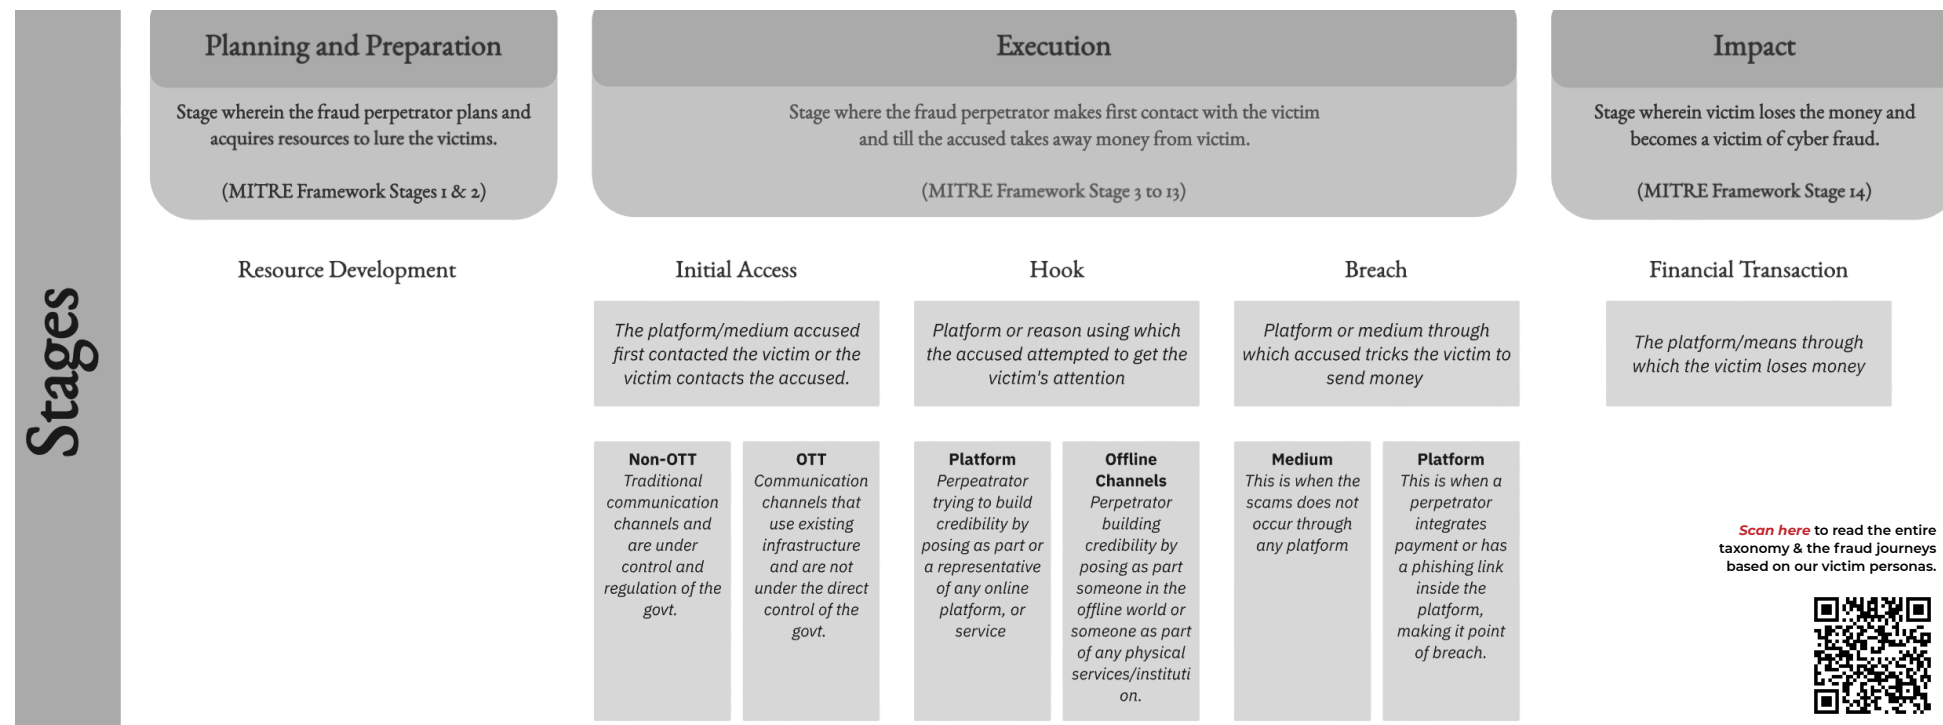 Stages
Planning and Preparation
Stage wherein the fraud perpetrator plans and
acquires resources to lure the victims.
(MITRE Framework Stages 1 & 2)
Execution
Stage where the fraud perpetrator makes first contact with the victim
and till the accused takes away money from victim.
(MITRE Framework Stage 3 to 13)
Impact
Stage wherein victim loses the money and
becomes a victim of cyber fraud.
(MITRE Framework Stage 14)
Resource Development
Initial Access
The platform/medium accused
first contacted the victim or the
victim contacts the accused.
Non-OTT
Traditional
communication
channels and
are under
control and
regulation of the
govt.
OTT
Communication
channels that
use existing
infrastructure
and are not
under the direct
control of the
govt.
Hook
Platform or reason using which
the accused attempted to get the
victim's attention
Platform
Perpeatrator
trying to build
credibility by
posing as part or
a representative
of any online
platform, or
service
Offline
Channels
Perpetrator
building
credibility by
posing as part
someone in the
offline world or
someone as part
of any physical
services/instituti
on.
Breach
Platform or medium through
which accused tricks the victim to
send money
Medium
This is when the
scams does not
occur through
any platform
Platform
This is when a
perpetrator
integrates
payment or has
a phishing link
inside the
platform,
making it point
of breach.
Financial Transaction
The platform/means through
which the victim loses money
Scan here to read the entire
taxonomy & the fraud journeys
based on our victim personas.